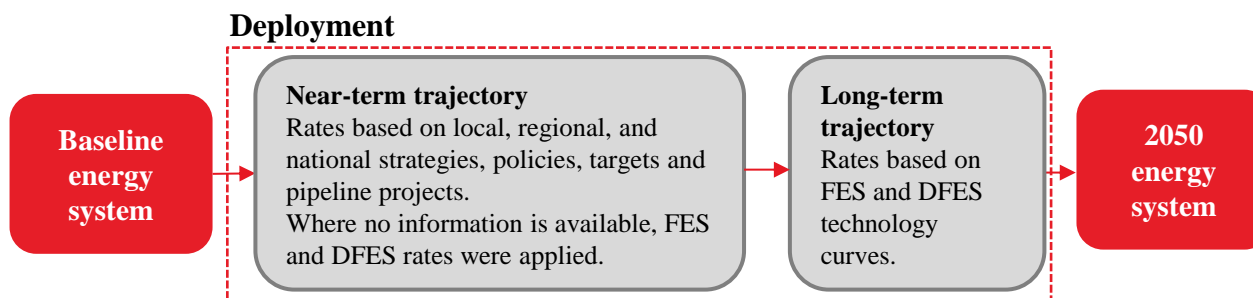 Deployment
Baseline
energy
system
Near-term trajectory
Rates based on local, regional, and
national strategies, policies, targets and
pipeline projects.
Where no information is available, FES
and DFES rates were applied.
Long-term
trajectory
Rates based on
FES and DFES
technology
curves.
2050
energy
system